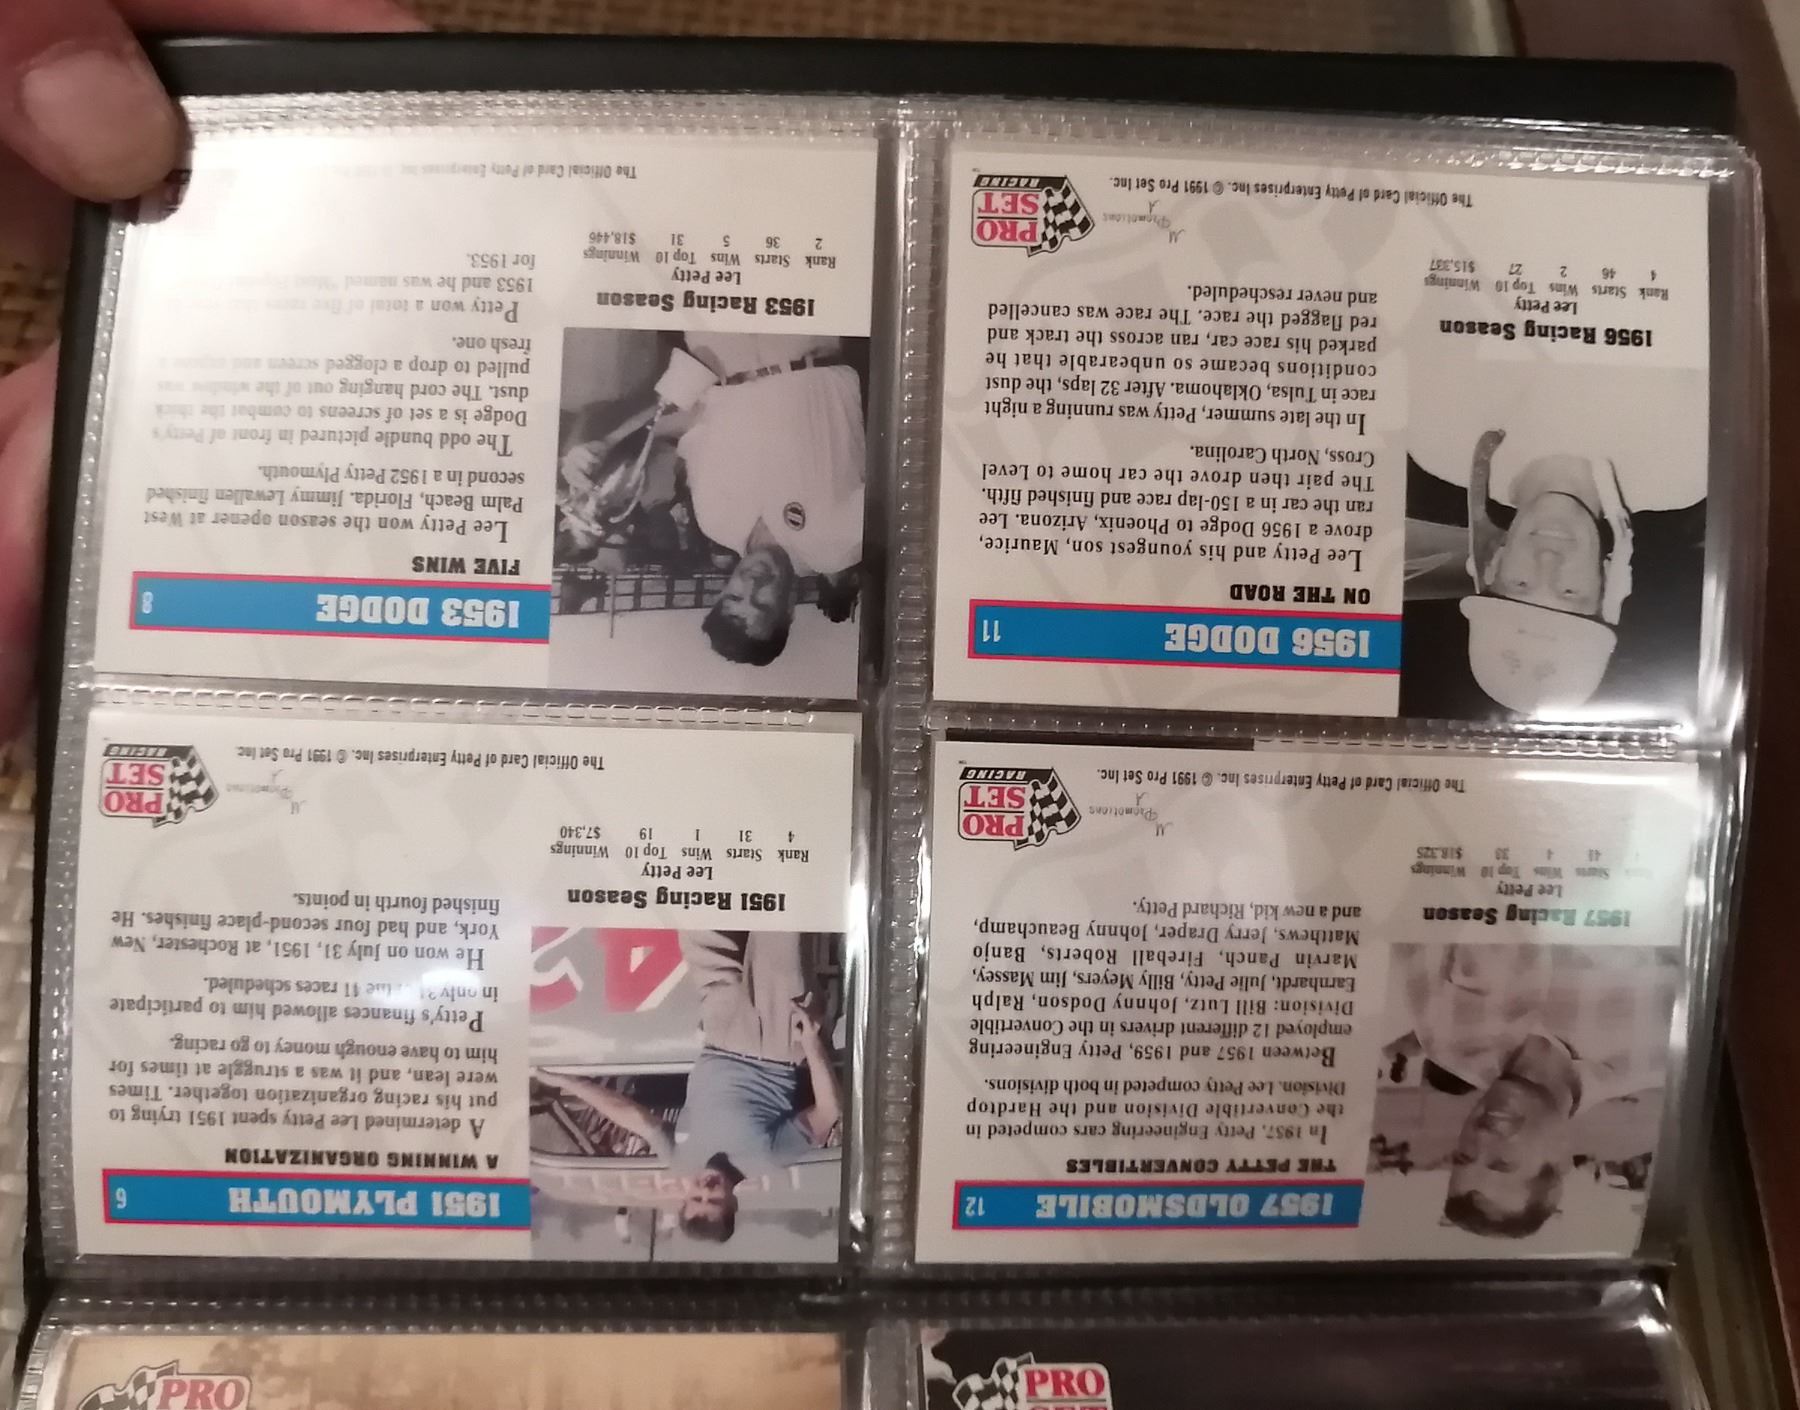 1957 OLDSMOBILE 12
THE PETTY CONVERTIBLES
In 1957, Petty Engineering cars competed in
the Convertible Division and the Hardtop
Division. Lee Petty competed in both divisions.
Between 1957 and 1959, Petty Engineering
employed 12 different drivers in the Convertible
Division: Bill Lutz, Johnny Dodson, Ralph
Earnhardt, Julie Petty, Billy Meyers, Jim Massey,
Marvin Panch, Fireball Roberts, Banjo
Matthews, Jerry Draper, Johnny Beauchamp,
and a new kid, Richard Petty.
1957 Racing Season
Lee Petty
Starts Wins Top 10 Winnings
41 4 33 $18,325
M
Promotions
The Official Card of Petty Enterprises Inc. © 1991 Pro Set Inc.
PRO
SET
RACING
1951 PLYMOUTH 6
A WINNING ORGANIZATION
A determined Lee Petty spent 1951 trying to
put his racing organization together. Times
were lean, and it was a struggle at times for
him to have enough money to go racing.
Petty's finances allowed him to participate
in only 31 of the 41 races scheduled.
He won on July 31, 1951, at Rochester, New
York, and had four second-place finishes. He
finished fourth in points.
42
1951 Racing Season
Lee Petty
Rank Starts Wins Top 10 Winnings
4 31 1 19 $7,340
M
Promotions
The Official Card of Petty Enterprises Inc. © 1991 Pro Set Inc.
PRO
SET
RACING
1956 DODGE 11
ON THE ROAD
Lee Petty and his youngest son, Maurice,
drove a 1956 Dodge to Phoenix, Arizona. Lee
ran the car in a 150-lap race and finished fifth.
The pair then drove the car home to Level
Cross, North Carolina.
In the late summer, Petty was running a night
race in Tulsa, Oklahoma. After 32 laps, the dust
conditions became so unbearable that he
parked his race car, ran across the track and
red flagged the race. The race was cancelled
and never rescheduled.
1956 Racing Season
Lee Petty
Rank Starts Wins Top 10 Winnings
4 46 2 27 $15,337
M
Promotions
The Official Card of Petty Enterprises Inc. © 1991 Pro Set Inc.
PRO
SET
RACING
1953 DODGE 8
FIVE WINS
Lee Petty won the season opener at West
Palm Beach, Florida. Jimmy Lewallen finished
second in a 1952 Petty Plymouth.
The odd bundle pictured in front of Petty's
Dodge is a set of screens to combat the thick
dust. The cord hanging out of the window was
pulled to drop a clogged screen and expose a
fresh one.
Petty won a total of five races that
1953 and he was named "Most Popular
for 1953.
1953 Racing Season
Lee Petty
Rank Starts Wins Top 10 Winnings
2 36 5 31 $18,446
The Official Card of Petty Enterprises Inc.
PRO
PRO
SET